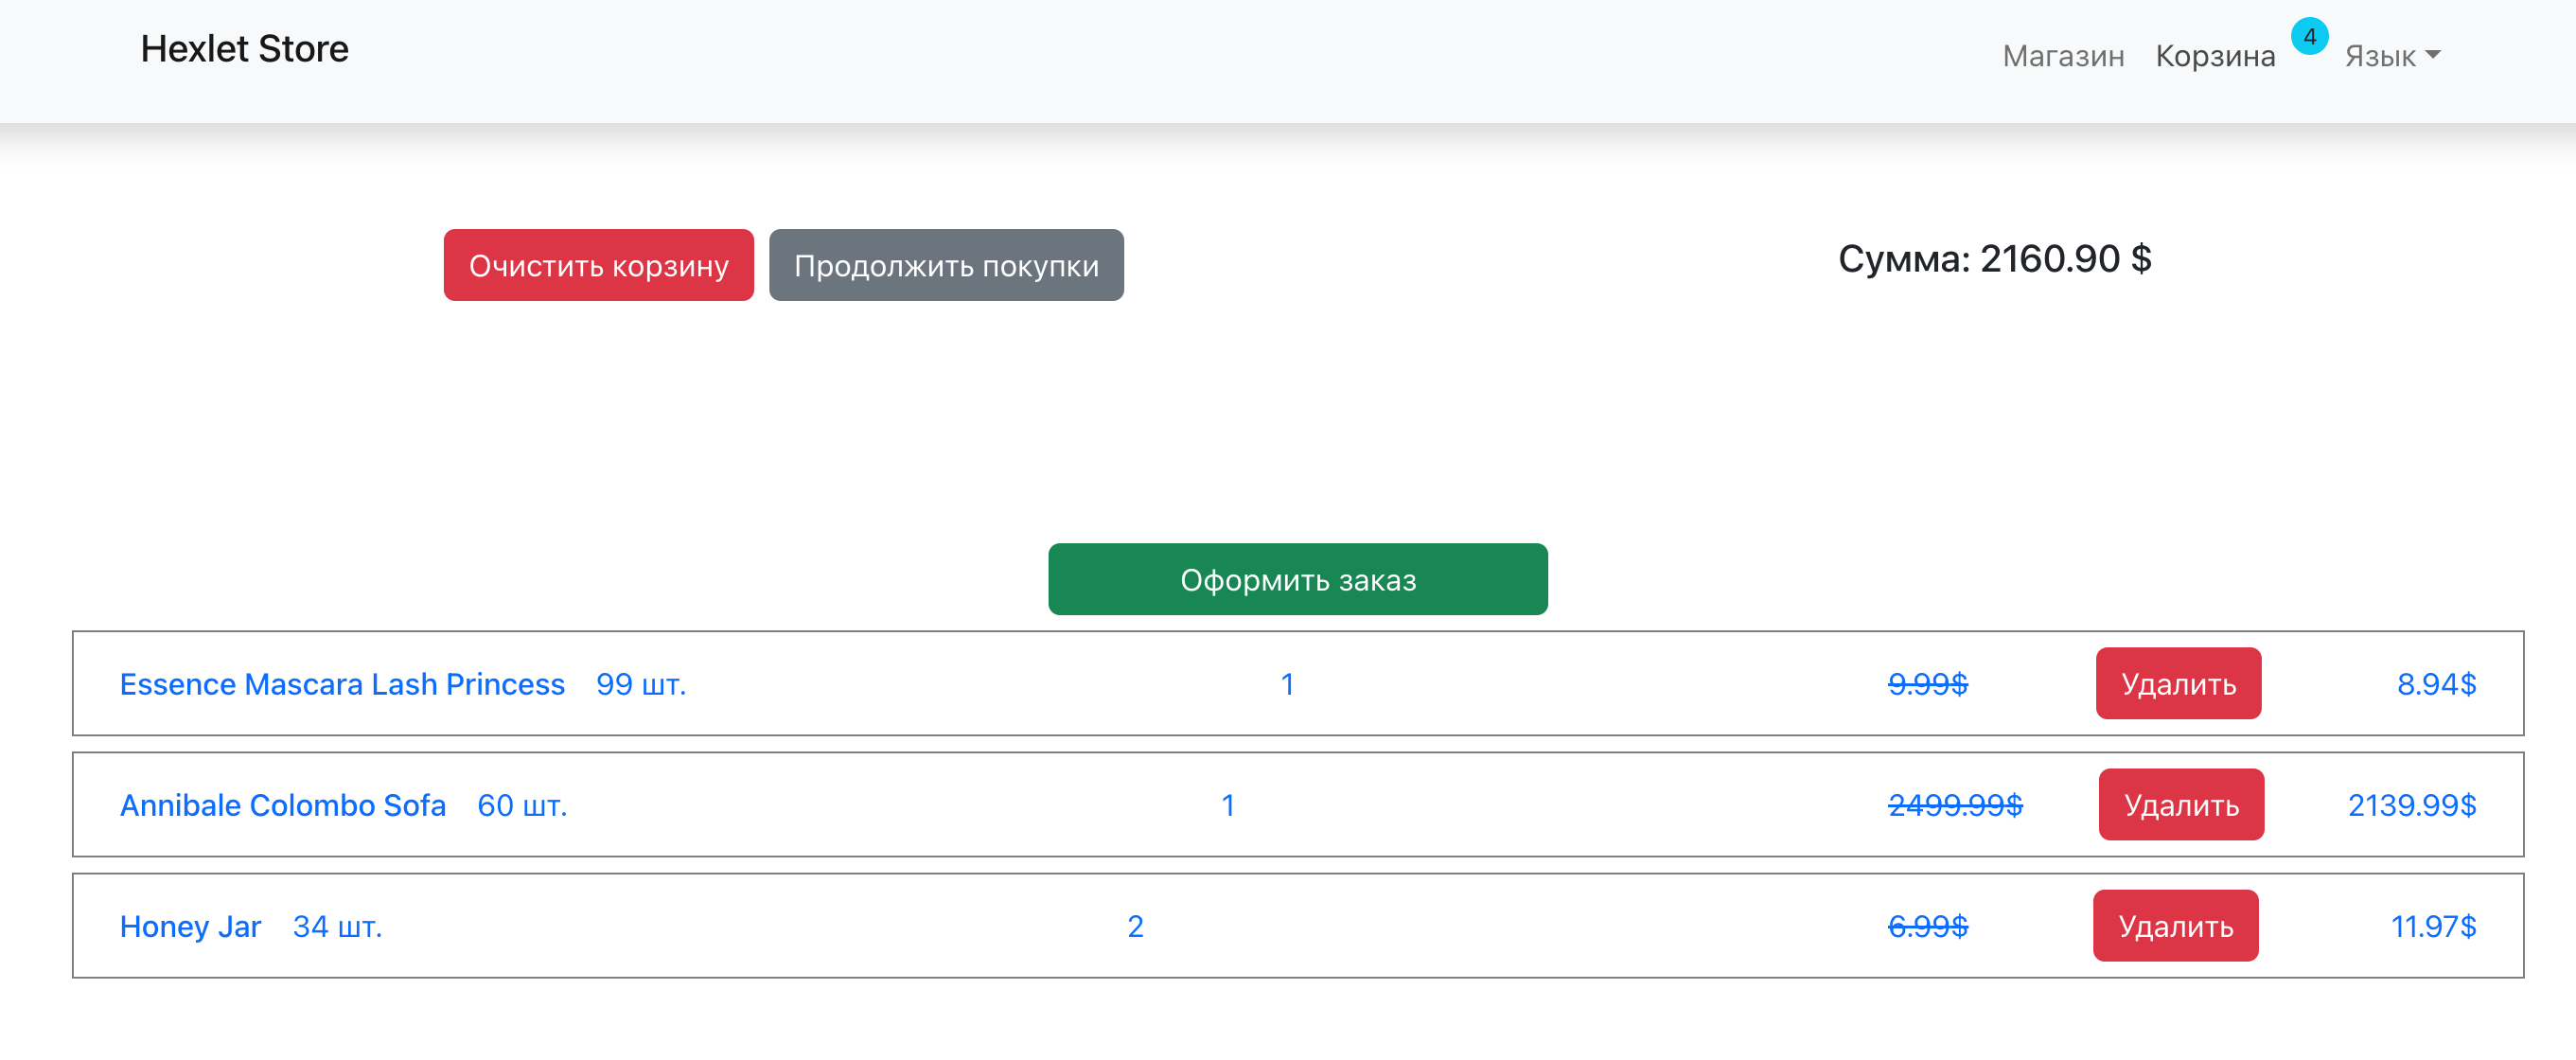 Hexlet Store
Магазин Корзина 4 Язык
Очистить корзину Продолжить покупки Сумма: 2160.90 $
Оформить заказ
Essence Mascara Lash Princess 99 шт. 1 9.99$ Удалить 8.94$
Annibale Colombo Sofa 60 шт. 1 2499.99$ Удалить 2139.99$
Honey Jar 34 шт. 2 6.99$ Удалить 11.97$